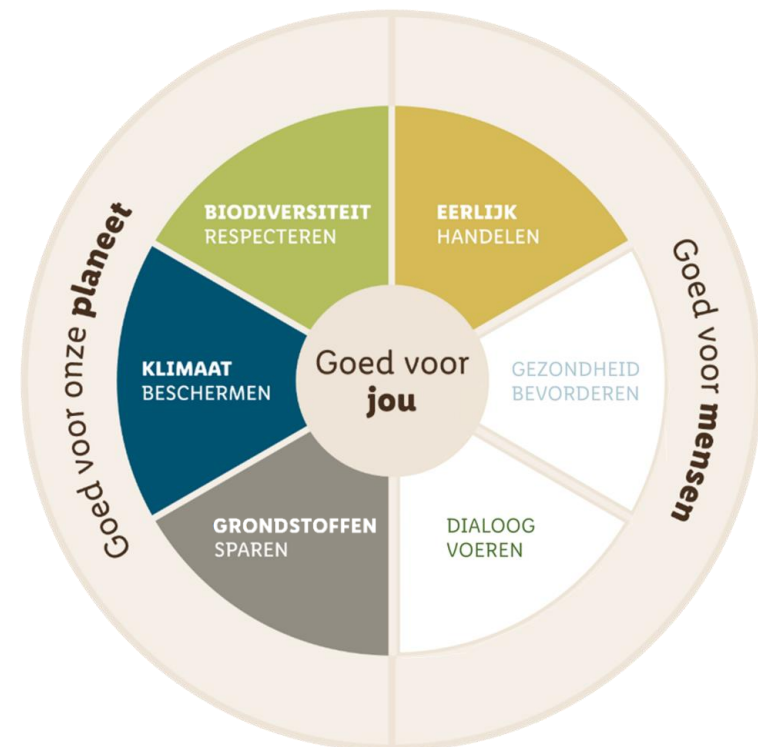 Goed voor onze planeet
BIODIVERSITEIT
RESPECTEREN
EERLIJK
HANDELEN
KLIMAAT
BESCHERMEN
Goed voor
jou
GEZONDHEID
BEVORDEREN
GRONDSTOFFEN
SPAREN
DIALOOG
VOEREN
Goed voor mensen